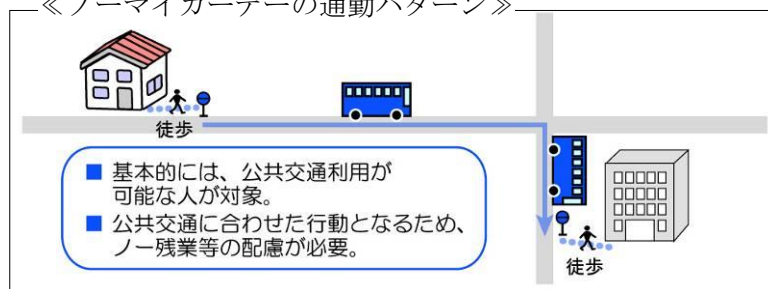 ≪ノーマイカーデーの通勤パターン≫
徒歩
■ 基本的には、公共交通利用が
可能な人が対象。
■ 公共交通に合わせた行動となるため、
ノー残業等の配慮が必要。
徒歩